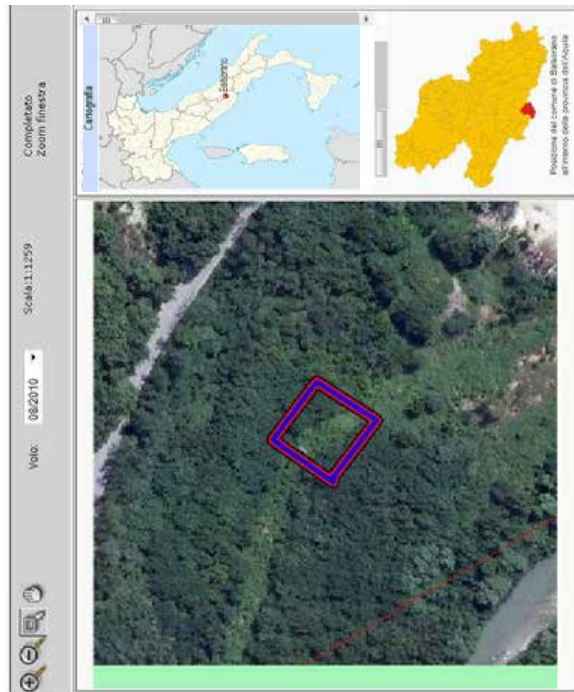 Volo: 08/2010
Scala:1:1259
Completato
Zoom finestra
Cartografia
Balsorano
Posizione del comune di Balsorano
all'interno della provincia dell'Aquila